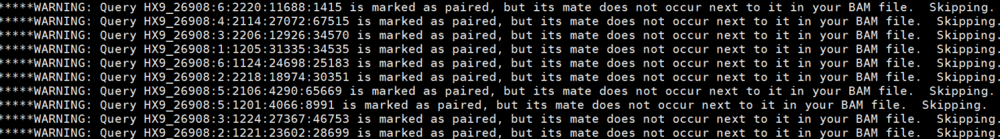 *****WARNING: Query HX9_26908:6:2220:11688:1415 is marked as paired, but its mate does not occur next to it in your BAM file.  Skipping.
*****WARNING: Query HX9_26908:4:2114:27072:67515 is marked as paired, but its mate does not occur next to it in your BAM file.  Skipping.
*****WARNING: Query HX9_26908:3:2206:12926:34570 is marked as paired, but its mate does not occur next to it in your BAM file.  Skipping.
*****WARNING: Query HX9_26908:1:1205:31335:34535 is marked as paired, but its mate does not occur next to it in your BAM file.  Skipping.
*****WARNING: Query HX9_26908:6:1124:24698:25183 is marked as paired, but its mate does not occur next to it in your BAM file.  Skipping.
*****WARNING: Query HX9_26908:2:2218:18974:30351 is marked as paired, but its mate does not occur next to it in your BAM file.  Skipping.
*****WARNING: Query HX9_26908:5:2106:4290:65669 is marked as paired, but its mate does not occur next to it in your BAM file.  Skipping.
*****WARNING: Query HX9_26908:5:1201:4066:8991 is marked as paired, but its mate does not occur next to it in your BAM file.  Skipping.
*****WARNING: Query HX9_26908:3:1224:27367:46753 is marked as paired, but its mate does not occur next to it in your BAM file.  Skipping.
*****WARNING: Query HX9_26908:2:1221:23602:28699 is marked as paired, but its mate does not occur next to it in your BAM file.  Skipping.